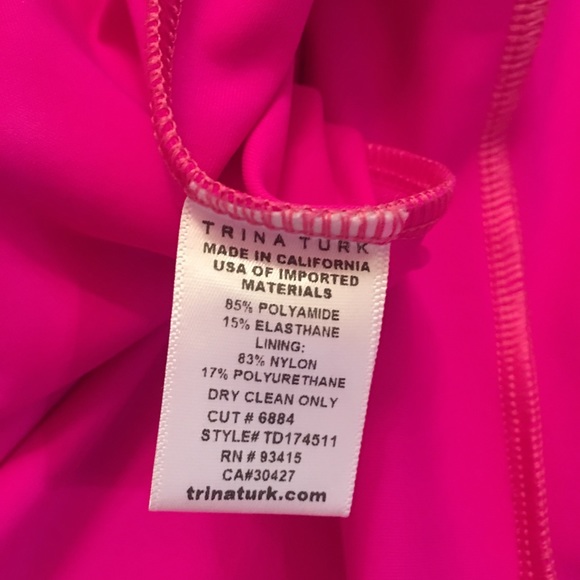 TRINA TURK
MADE IN CALIFORNIA
USA OF IMPORTED
MATERIALS
85% POLYAMIDE
15% ELASTHANE
LINING:
83% NYLON
17% POLYURETHANE
DRY CLEAN ONLY
CUT # 6884
STYLE# TD174511
RN # 93415
CA#30427
trinaturk.com